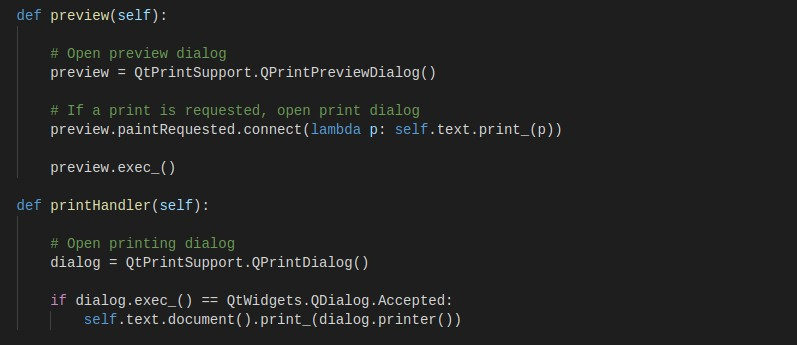 def preview(self):
# Open preview dialog
preview = QtPrintSupport.QPrintPreviewDialog()
# If a print is requested, open print dialog
preview.paintRequested.connect(lambda p: self.text.print_(p))
preview.exec_()
def printHandler(self):
# Open printing dialog
dialog = QtPrintSupport.QPrintDialog()
if dialog.exec_() == QtWidgets.QDialog.Accepted:
self.text.document().print_(dialog.printer())